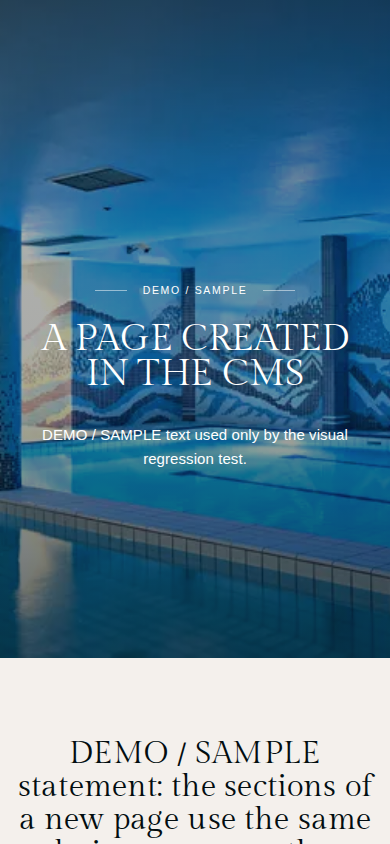 DEMO / SAMPLE
A PAGE CREATED
IN THE CMS
DEMO / SAMPLE text used only by the visual
regression test.
DEMO / SAMPLE
statement: the sections of
a new page use the same